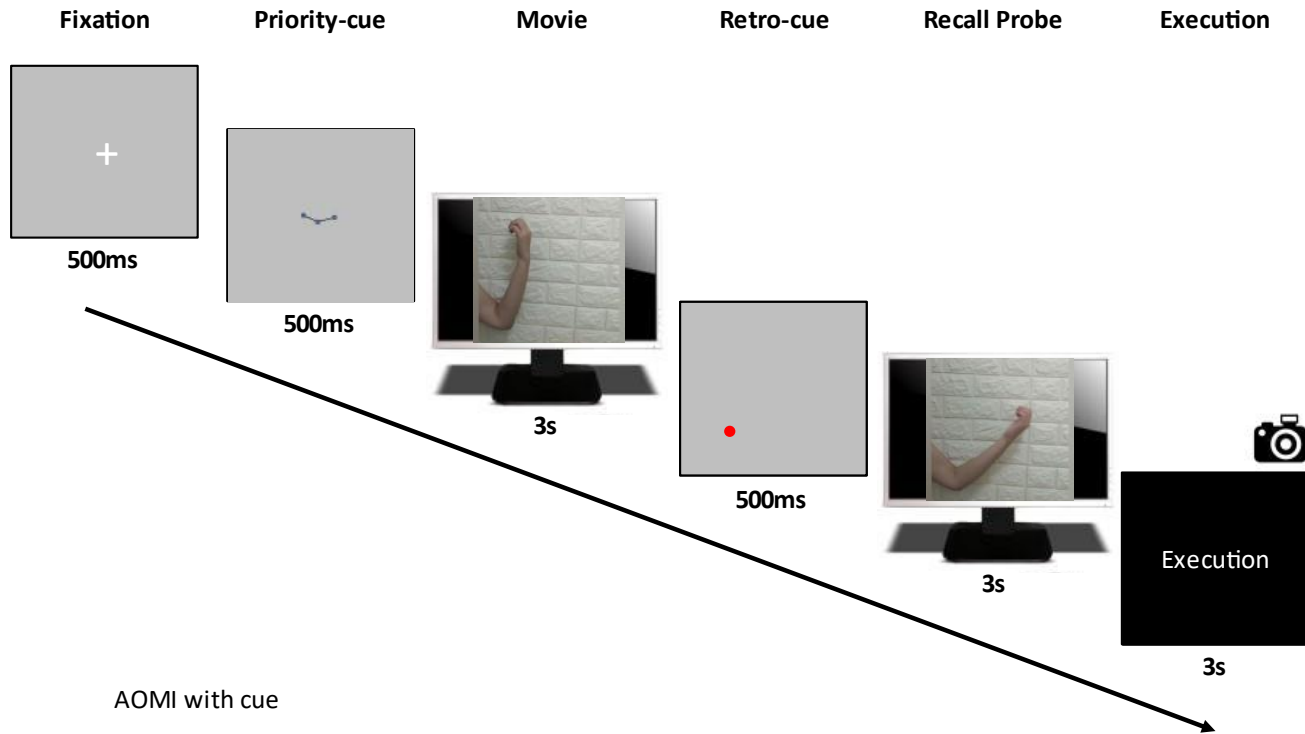 Fixation
Priority-cue
Movie
Retro-cue
Recall Probe
Execution
500ms
500ms
3s
500ms
3s
Execution
3s
AOMI with cue